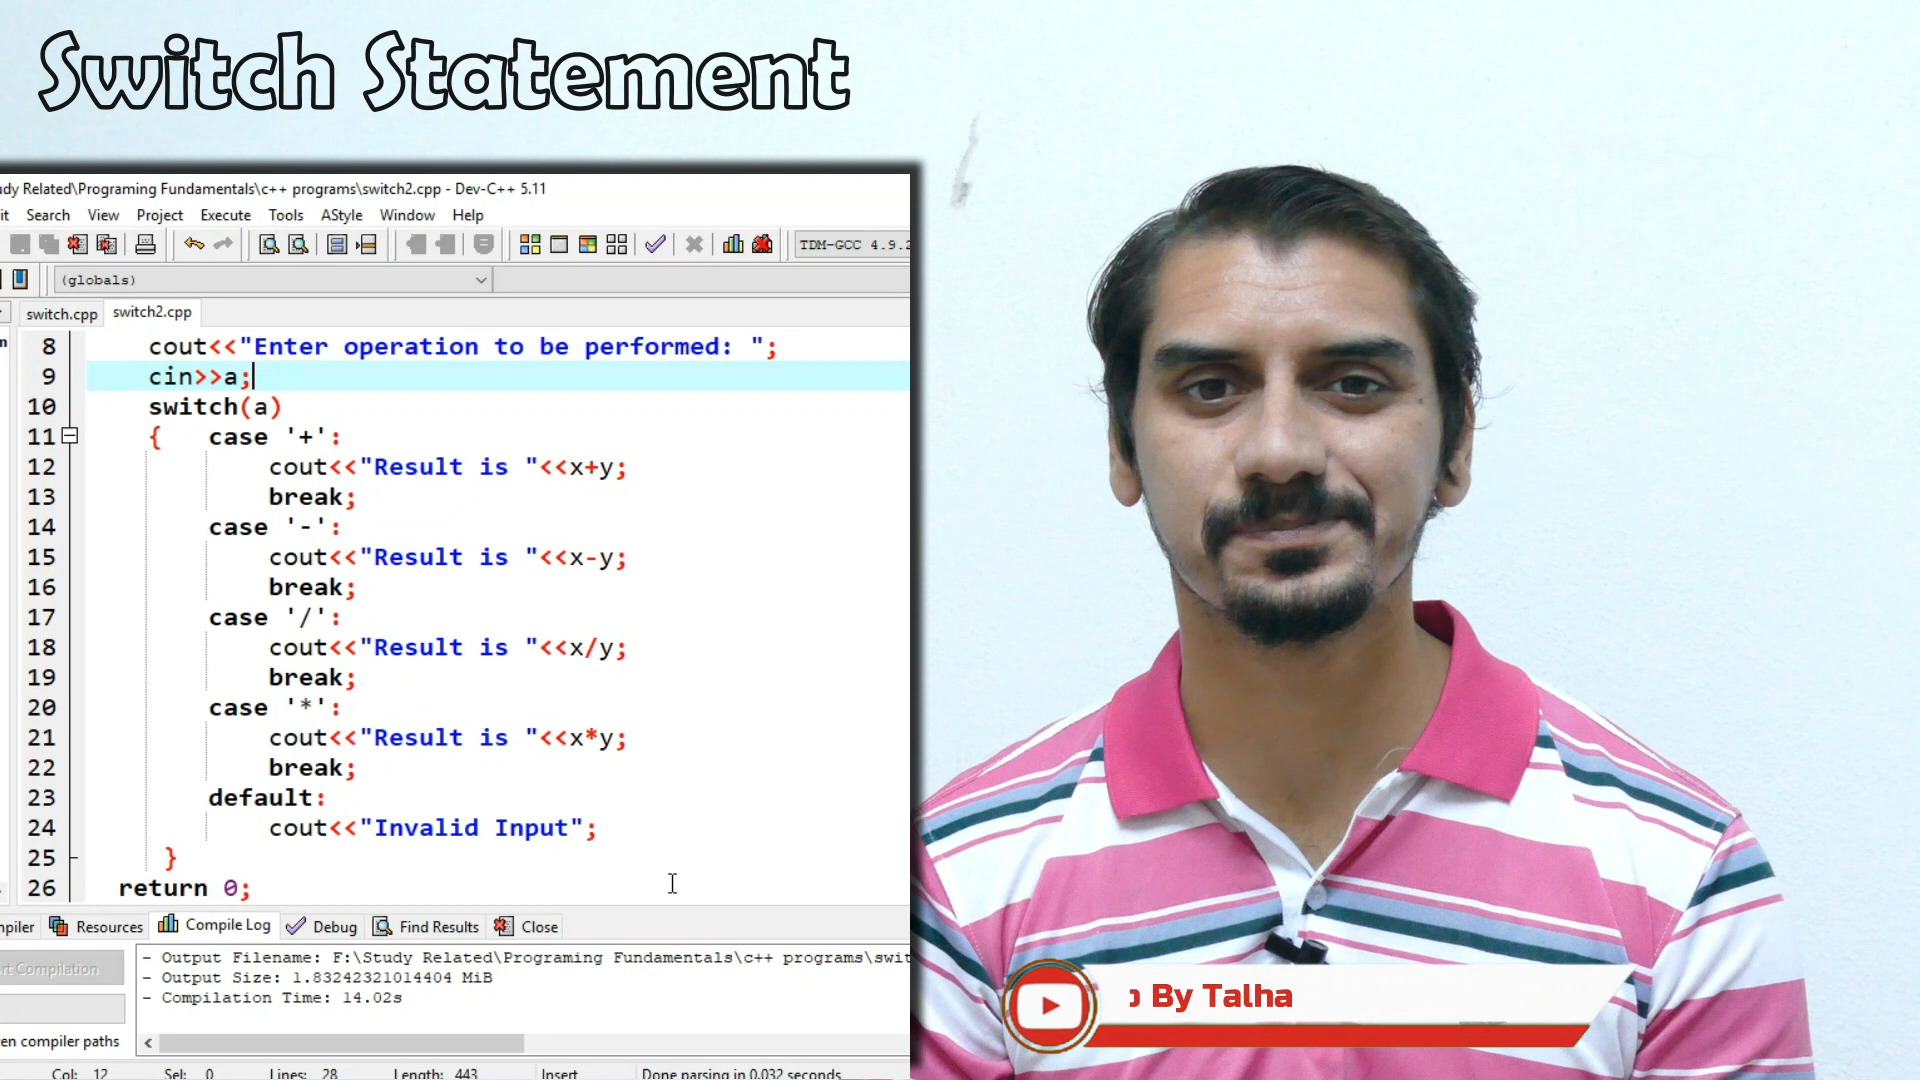 Switch Statement
dy Related\Programing Fundamentals\c++ programs\switch2.cpp - Dev-C++ 5.11
it Search View Project Execute Tools AStyle Window Help
TDM-GCC 4.9.2
(globals)
switch.cpp switch2.cpp
8 cout<<"Enter operation to be performed: ";
9 cin>>a;
10 switch(a)
11 { case '+':
12 cout<<"Result is "<<x+y;
13 break;
14 case '-':
15 cout<<"Result is "<<x-y;
16 break;
17 case '/':
18 cout<<"Result is "<<x/y;
19 break;
20 case '*':
21 cout<<"Result is "<<x*y;
22 break;
23 default:
24 cout<<"Invalid Input";
25 }
26 return 0;
piler Resources Compile Log Debug Find Results Close
rt Compilation
en compiler paths
- Output Filename: F:\Study Related\Programing Fundamentals\c++ programs\swit
- Output Size: 1.83242321014404 MiB
- Compilation Time: 14.02s
Col: 12 Sel: 0 Lines: 28 Length: 443 Insert Done parsing in 0.032 seconds
By Talha